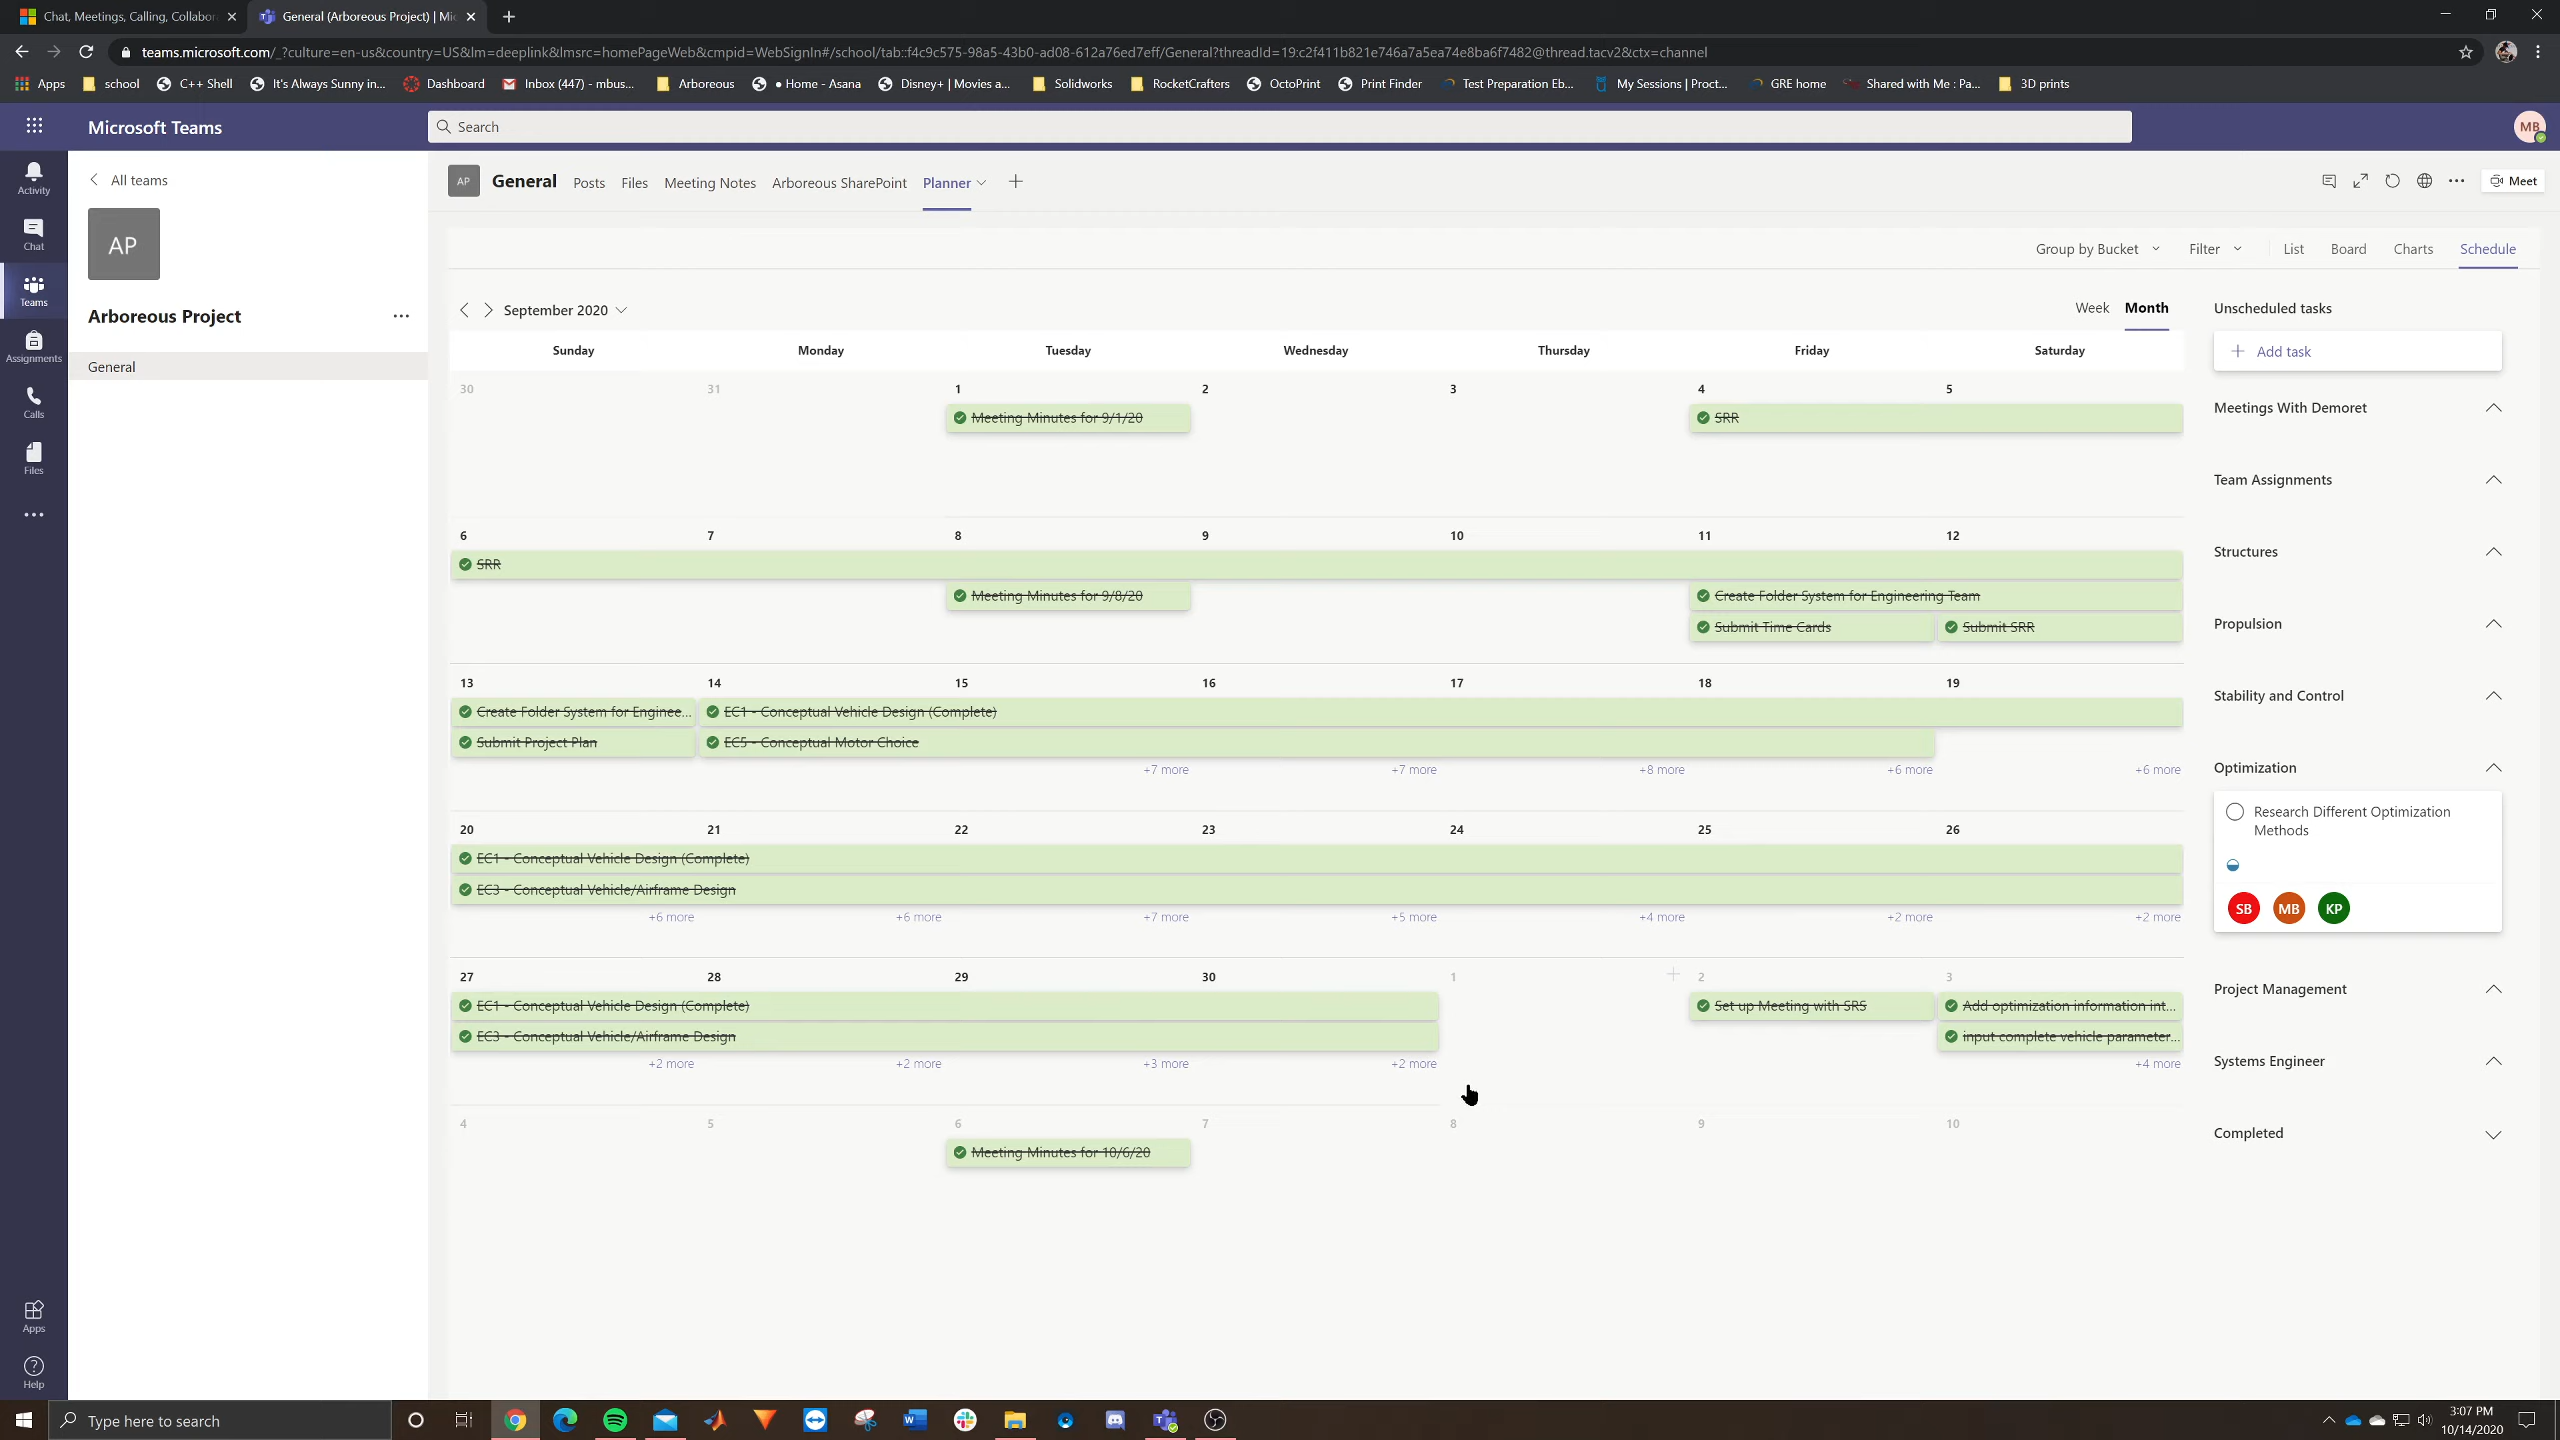 Chat, Meetings, Calling, Collabor
General (Arboreous Project) | Mic
teams.microsoft.com/_?culture=en-us&country=US&lm=deeplink&lmsrc=homePageWeb&cmpid=WebSignIn#/school/tab::f4c9c575-98a5-43b0-ad08-612a76ed7eff/General?threadId=19:c2f411b821e746a7a5ea74e8ba6f7482@thread.tacv2&ctx=channel
Apps school C++ Shell It's Always Sunny in... Dashboard Inbox (447) - mbus... Arboreous • Home - Asana Disney+ | Movies a... Solidworks RocketCrafters OctoPrint Print Finder Test Preparation Eb... My Sessions | Proct... GRE home Shared with Me : Pa... 3D prints
Microsoft Teams
Search
MB
Activity
Chat
Teams
Assignments
Calls
Files
Apps
Help
All teams
AP
Arboreous Project
General
AP General Posts Files Meeting Notes Arboreous SharePoint Planner
Meet
Group by Bucket Filter List Board Charts Schedule
September 2020
Week Month
Sunday Monday Tuesday Wednesday Thursday Friday Saturday
30 31 1 2 3 4 5
Meeting Minutes for 9/1/20 SRR
6 7 8 9 10 11 12
SRR
Meeting Minutes for 9/8/20 Create Folder System for Engineering Team
Submit Time Cards Submit SRR
13 14 15 16 17 18 19
Create Folder System for Enginee... EC1 - Conceptual Vehicle Design (Complete)
Submit Project Plan EC5 - Conceptual Motor Choice
+7 more +7 more +8 more +6 more +6 more
20 21 22 23 24 25 26
EC1 - Conceptual Vehicle Design (Complete)
EC3 - Conceptual Vehicle/Airframe Design
+6 more +6 more +7 more +5 more +4 more +2 more +2 more
27 28 29 30 1 2 3
EC1 - Conceptual Vehicle Design (Complete) Set up Meeting with SRS Add optimization information int...
EC3 - Conceptual Vehicle/Airframe Design input complete vehicle parameter...
+2 more +2 more +3 more +2 more +4 more
4 5 6 7 8 9 10
Meeting Minutes for 10/6/20
Unscheduled tasks
Add task
Meetings With Demoret
Team Assignments
Structures
Propulsion
Stability and Control
Optimization
Research Different Optimization
Methods
SB MB KP
Project Management
Systems Engineer
Completed
Type here to search
3:07 PM
10/14/2020